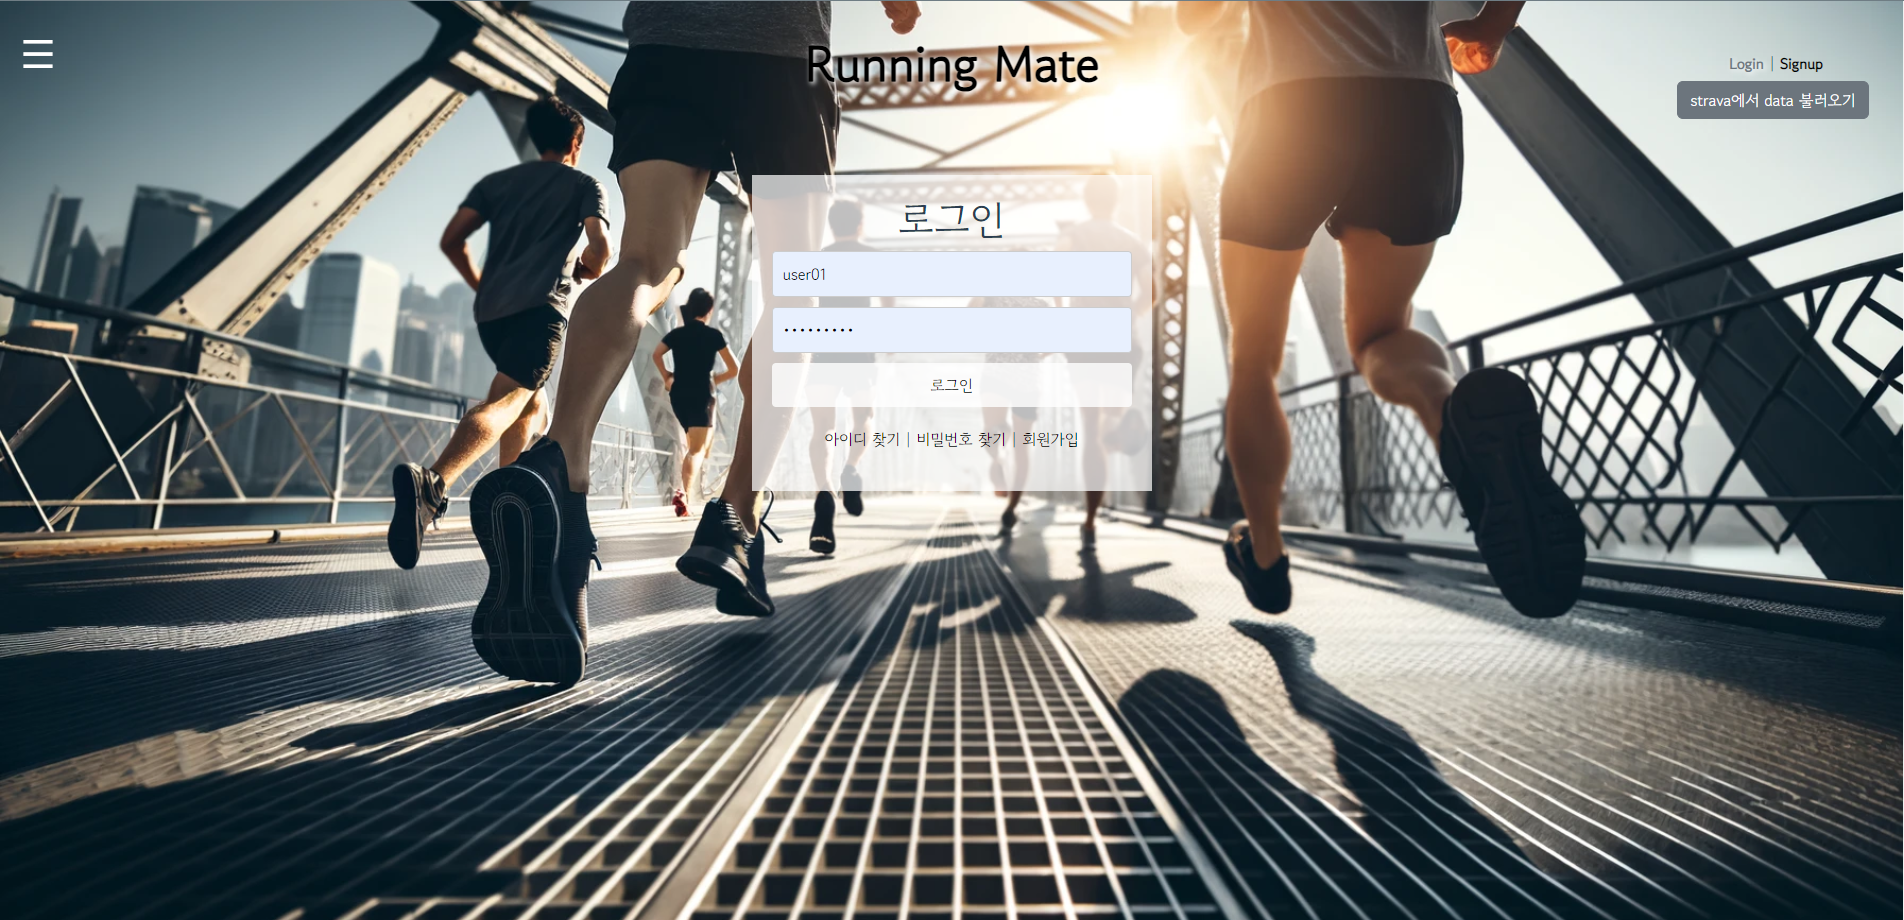 Running Mate
Login | Signup
strava에서 data 불러오기
로그인
user01
•••••••••
로그인
아이디 찾기 | 비밀번호 찾기 | 회원가입